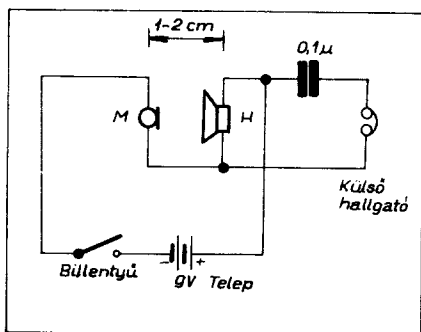 1-2 cm
0,1µ
M
H
Külső
hallgató
Billentyű
- +
9V Telep